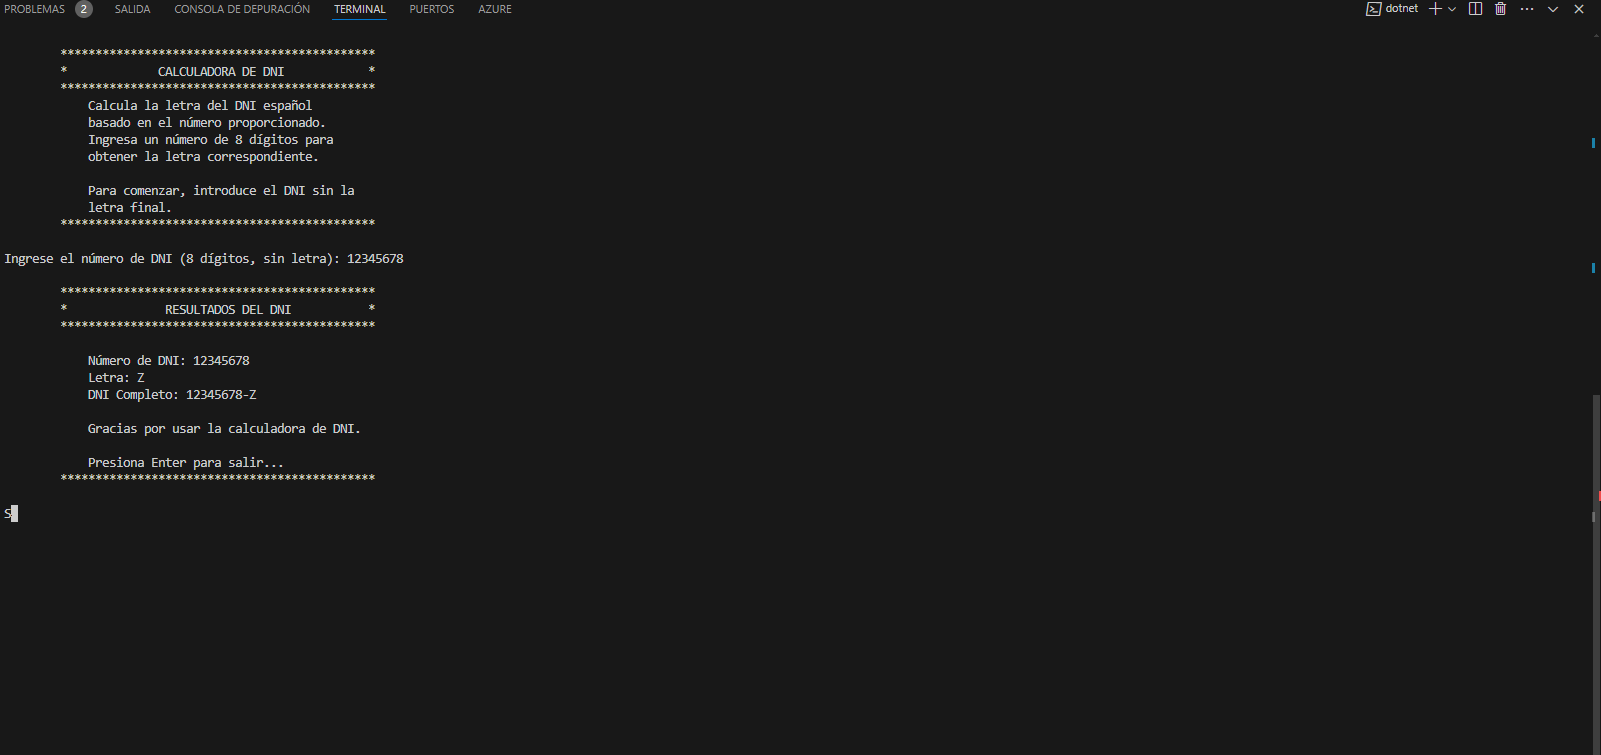 PROBLEMAS 2 SALIDA CONSOLA DE DEPURACIÓN TERMINAL PUERTOS AZURE dotnet
*********************************************
* CALCULADORA DE DNI *
*********************************************
Calcula la letra del DNI español
basado en el número proporcionado.
Ingresa un número de 8 dígitos para
obtener la letra correspondiente.
Para comenzar, introduce el DNI sin la
letra final.
*********************************************
Ingrese el número de DNI (8 dígitos, sin letra): 12345678
*********************************************
* RESULTADOS DEL DNI *
*********************************************
Número de DNI: 12345678
Letra: Z
DNI Completo: 12345678-Z
Gracias por usar la calculadora de DNI.
Presiona Enter para salir...
*********************************************
S